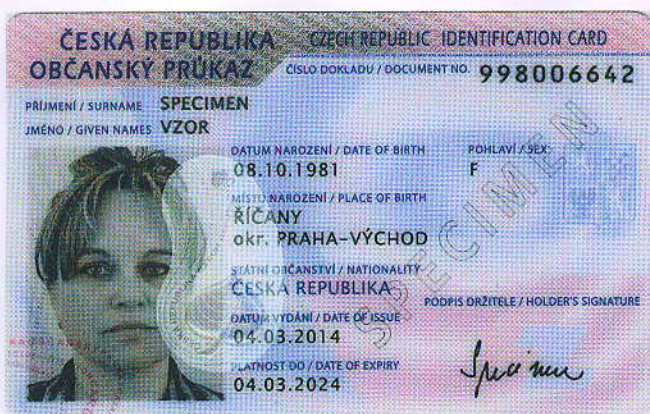 ČESKÁ REPUBLIKA CZECH REPUBLIC IDENTIFICATION CARD
OBČANSKÝ PRŮKAZ ČÍSLO DOKLADU / DOCUMENT NO. 998006642
PŘÍJMENÍ / SURNAME SPECIMEN
JMÉNO / GIVEN NAMES VZOR
DATUM NAROZENÍ / DATE OF BIRTH POHLAVÍ / SEX
08.10.1981 F
MÍSTO NAROZENÍ / PLACE OF BIRTH
ŘÍČANY
okr. PRAHA-VÝCHOD
SPECIMEN
STÁTNÍ OBČANSTVÍ / NATIONALITY
ČESKÁ REPUBLIKA
PODPIS DRŽITELE / HOLDER'S SIGNATURE
DATUM VYDÁNÍ / DATE OF ISSUE
04.03.2014
Specimen
PLATNOST DO / DATE OF EXPIRY
04.03.2024